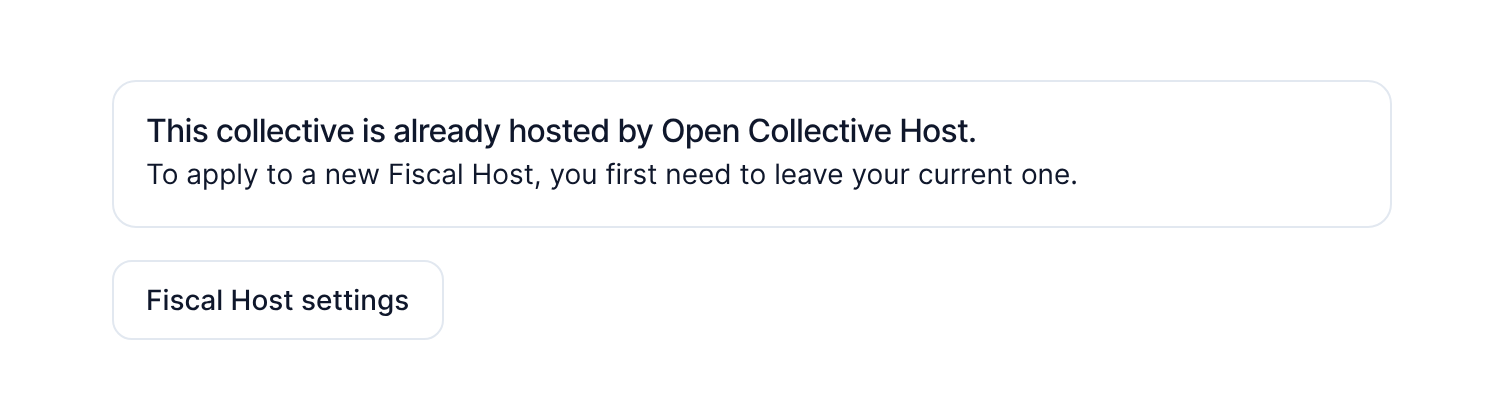 This collective is already hosted by Open Collective Host.
To apply to a new Fiscal Host, you first need to leave your current one.
Fiscal Host settings